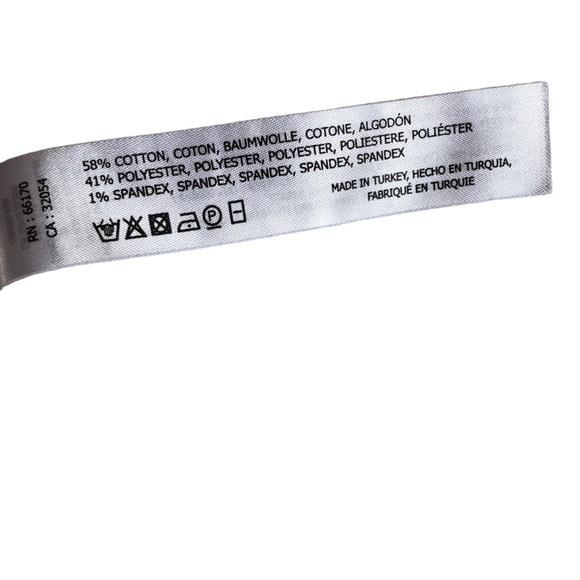 58% COTTON, COTON, BAUMWOLLE, COTONE, ALGODÓN
41% POLYESTER, POLYESTER, POLYESTER, POLIESTERE, POLIÉSTER
1% SPANDEX, SPANDEX, SPANDEX, SPANDEX, SPANDEX
MADE IN TURKEY, HECHO EN TURQUIA,
FABRIQUÉ EN TURQUIE
P
RN : 66170
CA : 32054